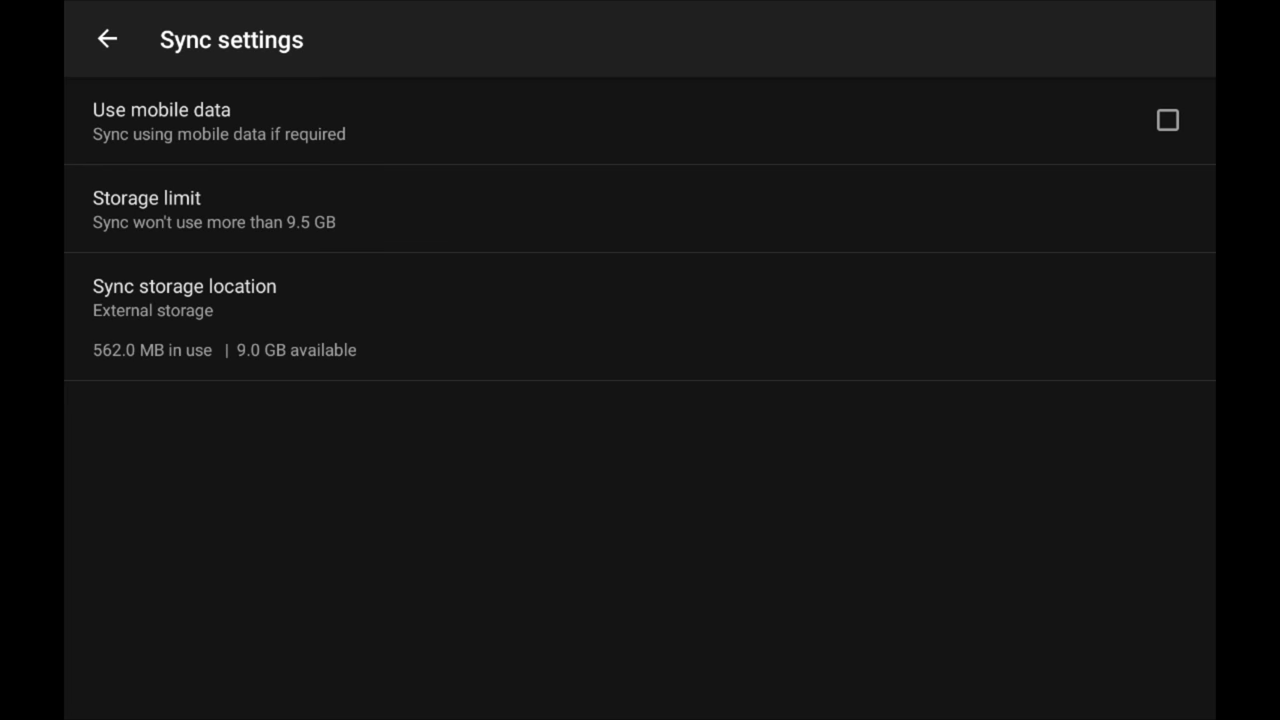 Sync settings
Use mobile data
Sync using mobile data if required
Storage limit
Sync won't use more than 9.5 GB
Sync storage location
External storage
562.0 MB in use | 9.0 GB available